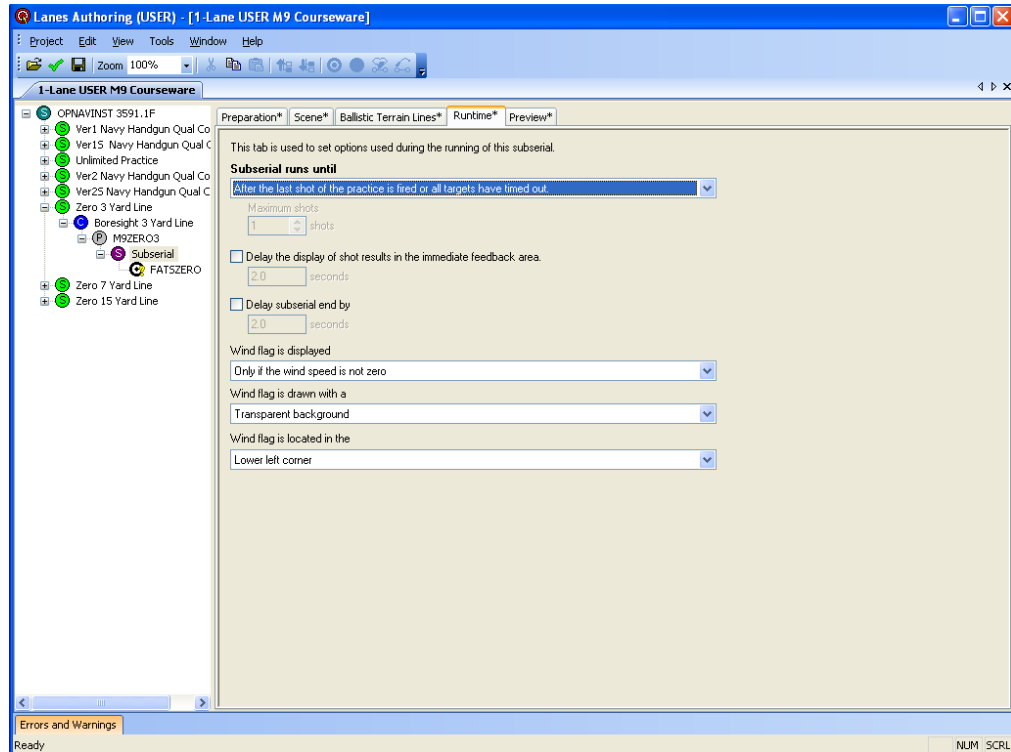 Lanes Authoring (USER) - [1-Lane USER M9 Courseware]
Project Edit View Tools Window Help
Zoom 100%
1-Lane USER M9 Courseware
S OPNAVINST 3591.1F
S Ver1 Navy Handgun Qual Co
S Ver1S Navy Handgun Qual C
S Unlimited Practice
S Ver2 Navy Handgun Qual Co
S Ver2S Navy Handgun Qual C
S Zero 3 Yard Line
C Boresight 3 Yard Line
P M9ZERO3
S Subserial
FATSZERO
S Zero 7 Yard Line
S Zero 15 Yard Line
Preparation* Scene* Ballistic Terrain Lines* Runtime* Preview*
This tab is used to set options used during the running of this subserial.
Subserial runs until
After the last shot of the practice is fired or all targets have timed out.
Maximum shots
1 shots
Delay the display of shot results in the immediate feedback area.
2.0 seconds
Delay subserial end by
2.0 seconds
Wind flag is displayed
Only if the wind speed is not zero
Wind flag is drawn with a
Transparent background
Wind flag is located in the
Lower left corner
Errors and Warnings
Ready NUM SCRL